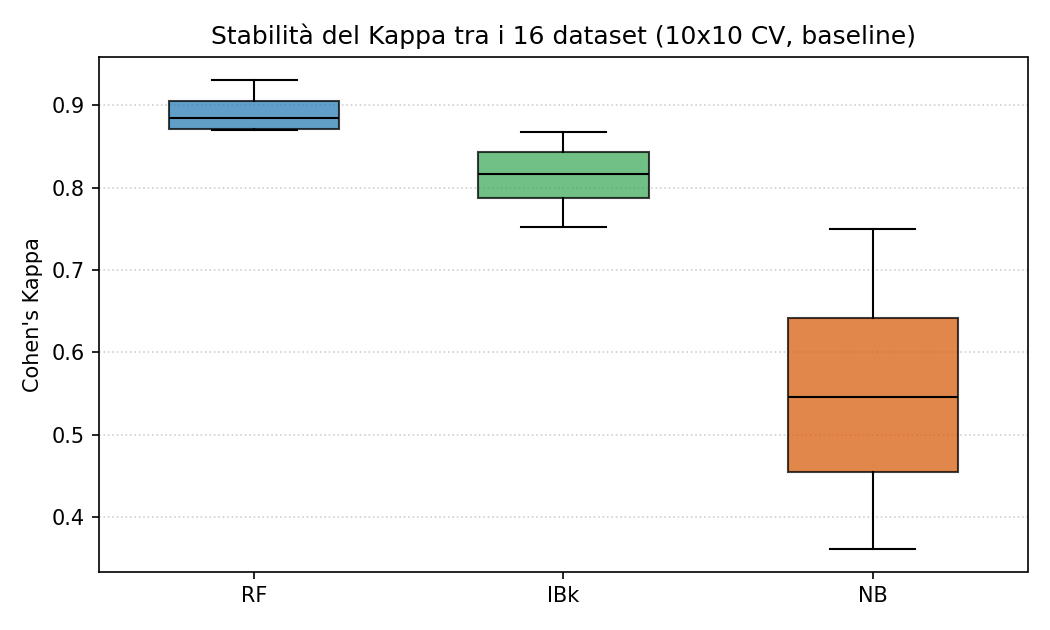 Stabilità del Kappa tra i 16 dataset (10x10 CV, baseline)
Cohen's Kappa
0.9
0.8
0.7
0.6
0.5
0.4
RF
IBk
NB